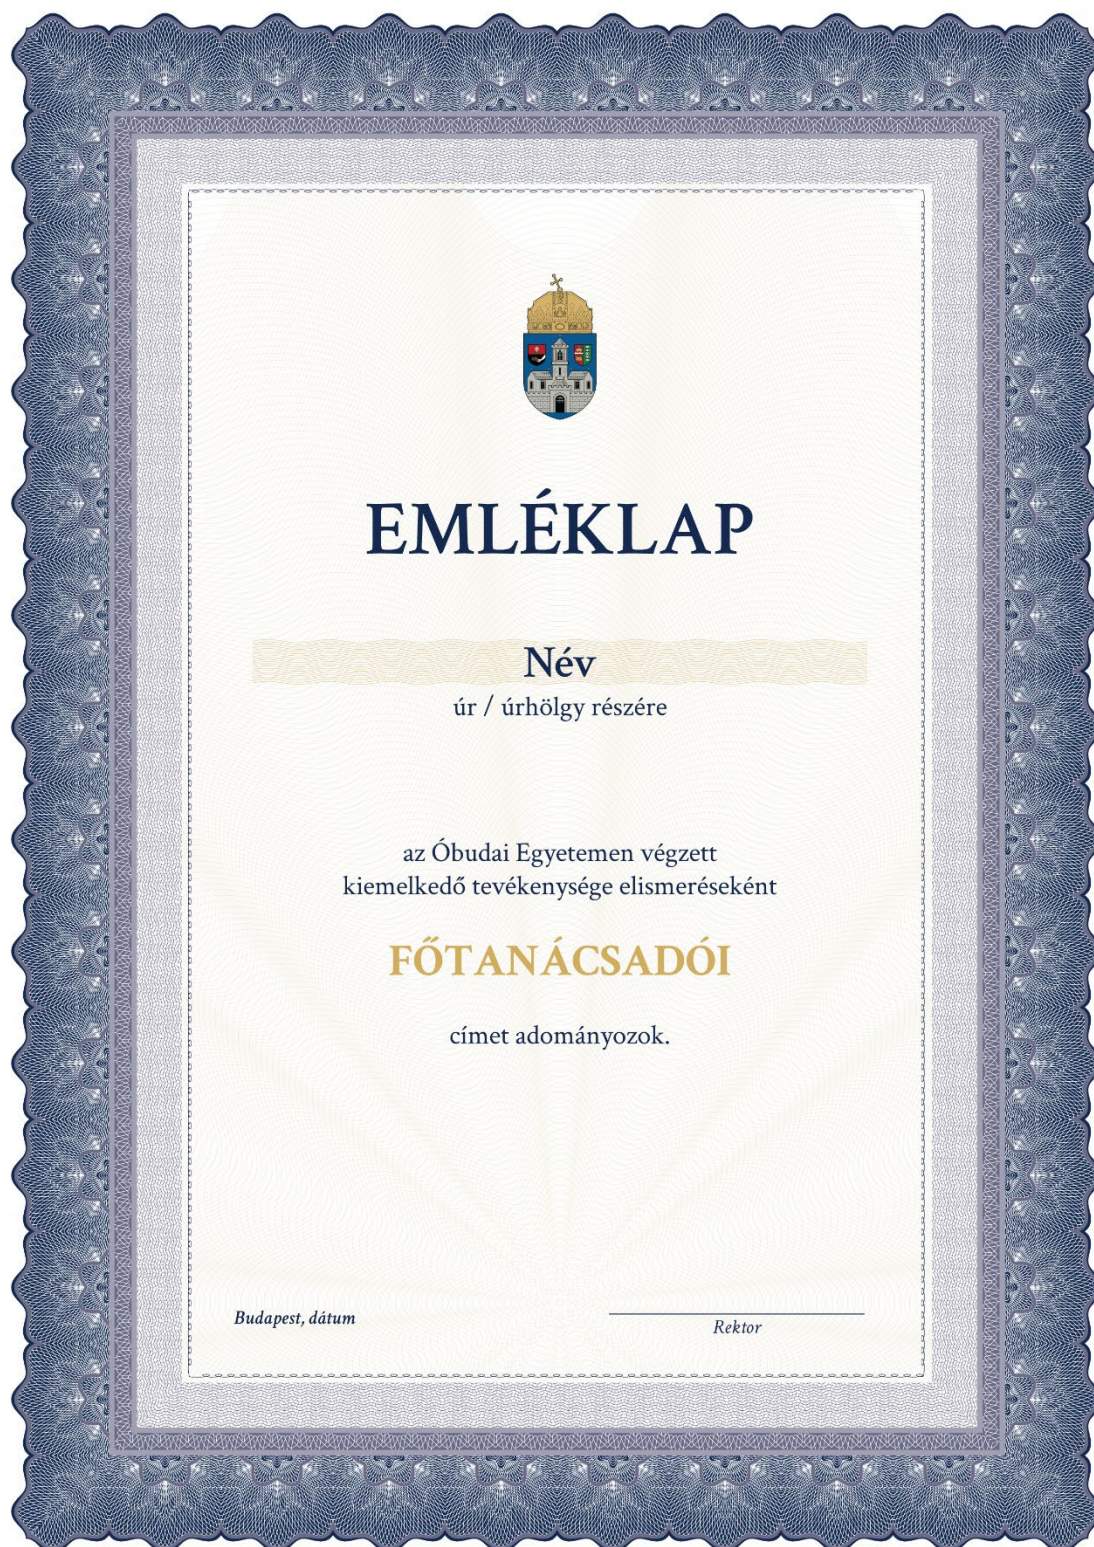 EMLÉKLAP
Név
úr / úrhölgy részére
az Óbudai Egyetemen végzett
kiemelkedő tevékenysége elismeréseként
FŐTANÁCSADÓI
címet adományozok.
Budapest, dátum
Rektor